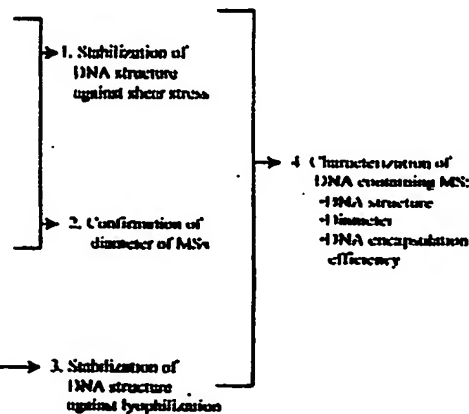 1. Stabilization of
DNA structure
against shear stress
2. Confirmation of
diameter of MSs
3. Stabilization of
DNA structure
against lyophilization
4. Characterization of
DNA containing MS:
•DNA structure
•Diameter
•DNA encapsulation
efficiency